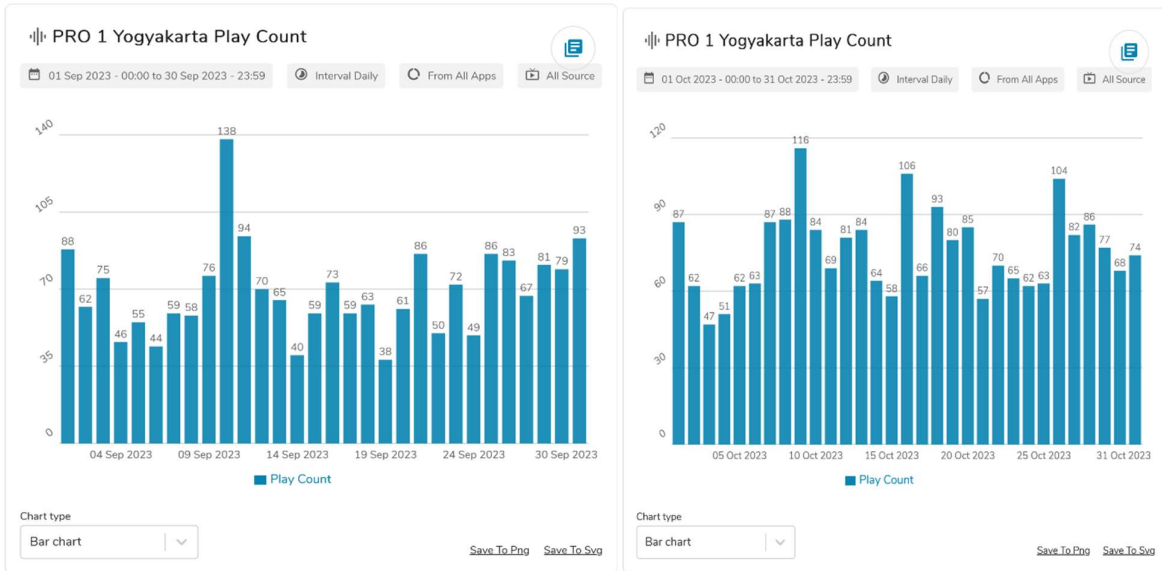 PRO 1 Yogyakarta Play Count
01 Sep 2023 - 00:00 to 30 Sep 2023 - 23:59
Interval Daily
From All Apps
All Source
140
105
70
35
0
88
62
75
46
55
44
59
58
76
138
94
70
65
40
59
73
59
63
38
61
86
50
72
49
86
83
67
81
79
93
04 Sep 2023
09 Sep 2023
14 Sep 2023
19 Sep 2023
24 Sep 2023
30 Sep 2023
Play Count
Chart type
Bar chart
Save To Png
Save To Svg
PRO 1 Yogyakarta Play Count
01 Oct 2023 - 00:00 to 31 Oct 2023 - 23:59
Interval Daily
From All Apps
All Source
120
90
60
30
0
87
62
47
51
62
63
87
88
116
84
69
81
84
64
58
106
66
93
80
85
57
70
65
62
63
104
82
86
77
68
74
05 Oct 2023
10 Oct 2023
15 Oct 2023
20 Oct 2023
25 Oct 2023
31 Oct 2023
Play Count
Chart type
Bar chart
Save To Png
Save To Svg